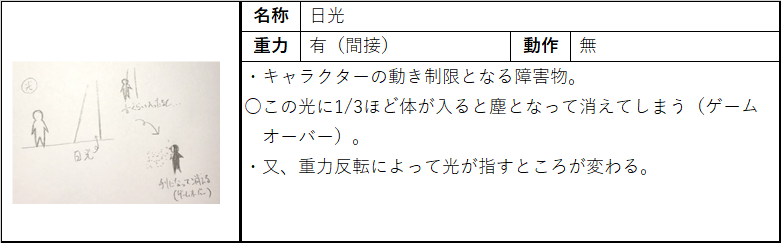 名称 日光
重力 有（間接） 動作 無
・キャラクターの動き制限となる障害物。
〇この光に1/3ほど体が入ると塵となって消えてしまう（ゲーム
オーバー）。
・又、重力反転によって光が指すところが変わる。
日光